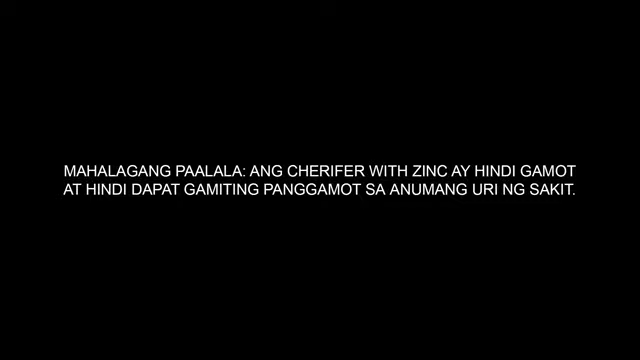 MAHALAGANG PAALALA: ANG CHERIFER WITH ZINC AY HINDI GAMOT
AT HINDI DAPAT GAMITING PANGGAMOT SA ANUMANG URI NG SAKIT.